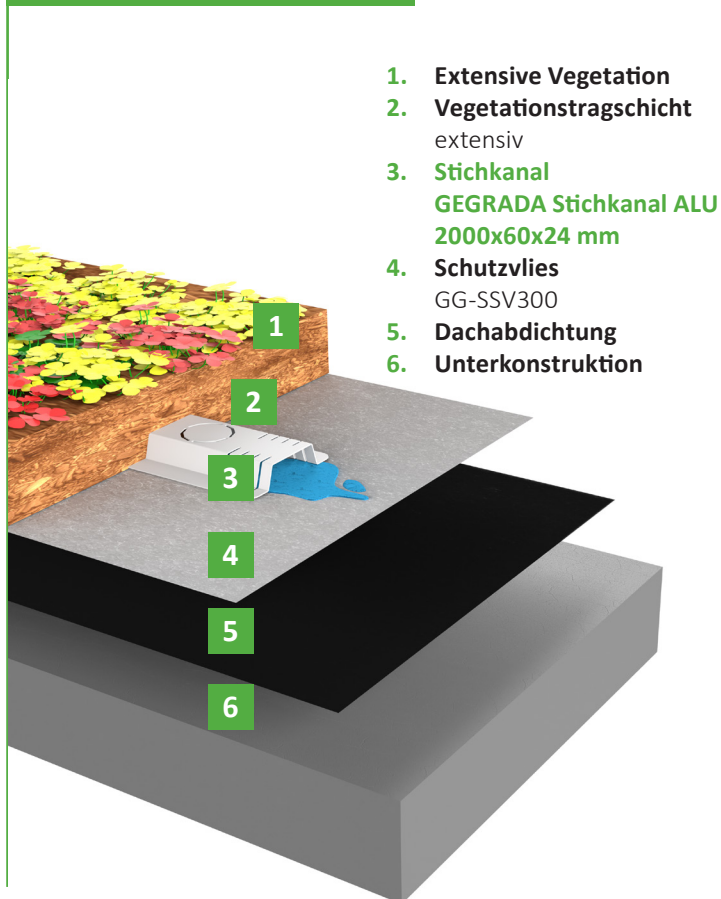 1. Extensive Vegetation
2. Vegetationstragschicht
extensiv
3. Stichkanal
GEGRADA Stichkanal ALU
2000x60x24 mm
4. Schutzvlies
GG-SSV300
5. Dachabdichtung
6. Unterkonstruktion
1
2
3
4
5
6